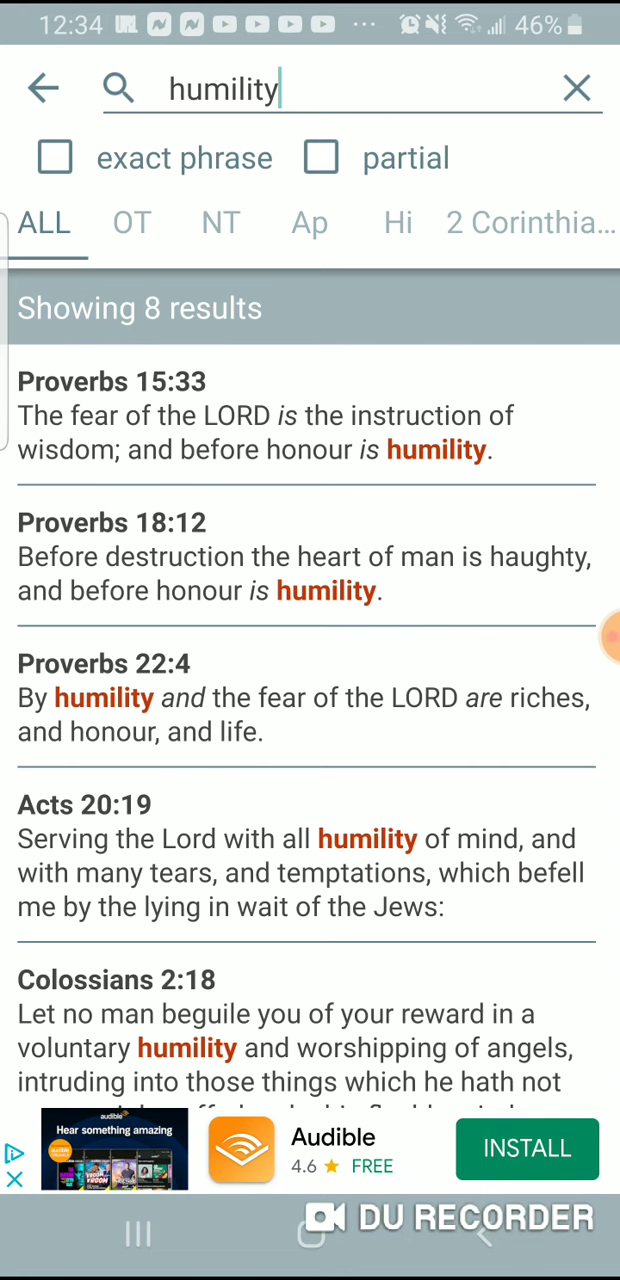 12:34 46%
humility
exact phrase partial
ALL OT NT Ap Hi 2 Corinthia...
Showing 8 results
Proverbs 15:33
The fear of the LORD is the instruction of
wisdom; and before honour is humility.
Proverbs 18:12
Before destruction the heart of man is haughty,
and before honour is humility.
Proverbs 22:4
By humility and the fear of the LORD are riches,
and honour, and life.
Acts 20:19
Serving the Lord with all humility of mind, and
with many tears, and temptations, which befell
me by the lying in wait of the Jews:
Colossians 2:18
Let no man beguile you of your reward in a
voluntary humility and worshipping of angels,
intruding into those things which he hath not
audible
Hear something amazing
Audible
4.6 ★ FREE
INSTALL
DU RECORDER